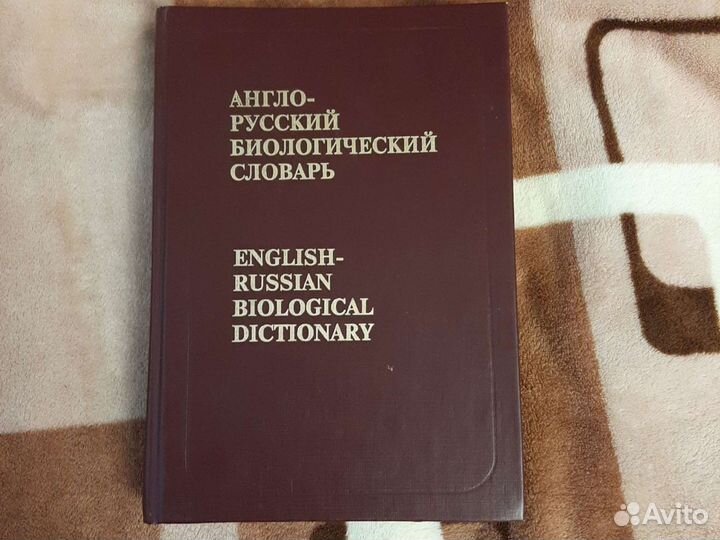 АНГЛО-
РУССКИЙ
БИОЛОГИЧЕСКИЙ
СЛОВАРЬ
ENGLISH-
RUSSIAN
BIOLOGICAL
DICTIONARY
Avito